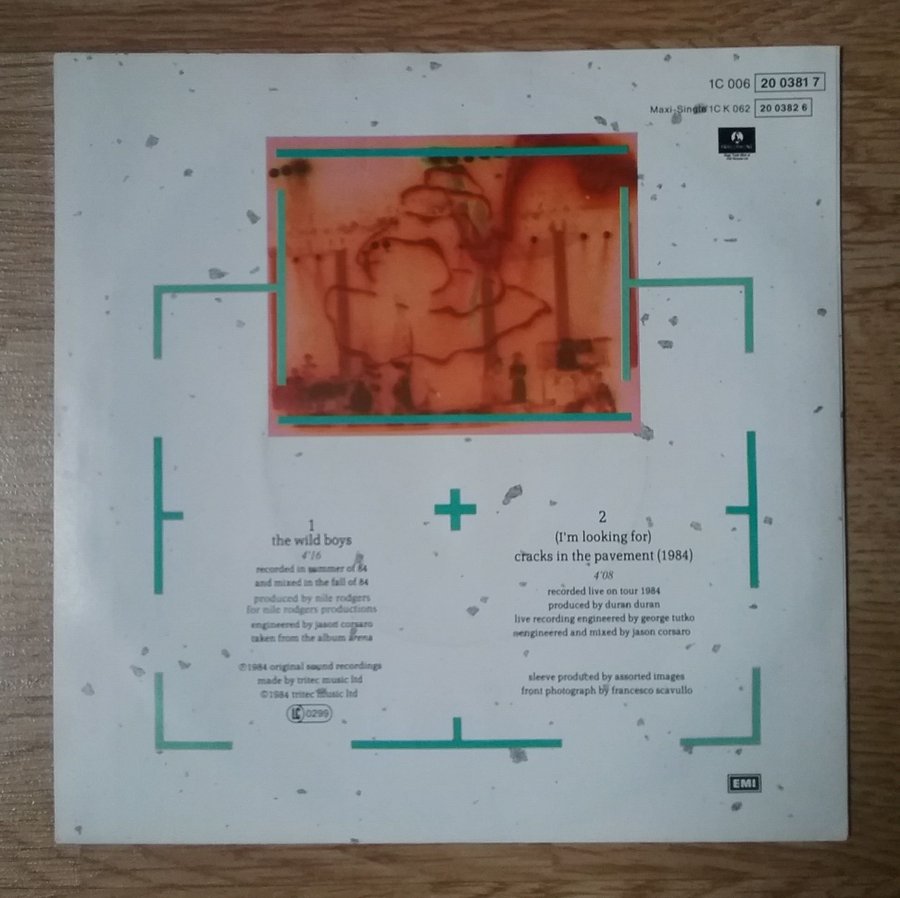 1C 006 20 0381 7
Maxi-Single 1C K 062 20 0382 6
1
the wild boys
4'16
recorded in summer of 84
and mixed in the fall of 84
produced by nile rodgers
for nile rodgers productions
engineered by jason corsaro
taken from the album arena
℗1984 original sound recordings
made by tritec music ltd
©1984 tritec music ltd
LC 0299
2
(I'm looking for)
cracks in the pavement (1984)
4'08
recorded live on tour 1984
produced by duran duran
live recording engineered by george tutko
reengineered and mixed by jason corsaro
sleeve produced by assorted images
front photograph by francesco scavullo
EMI